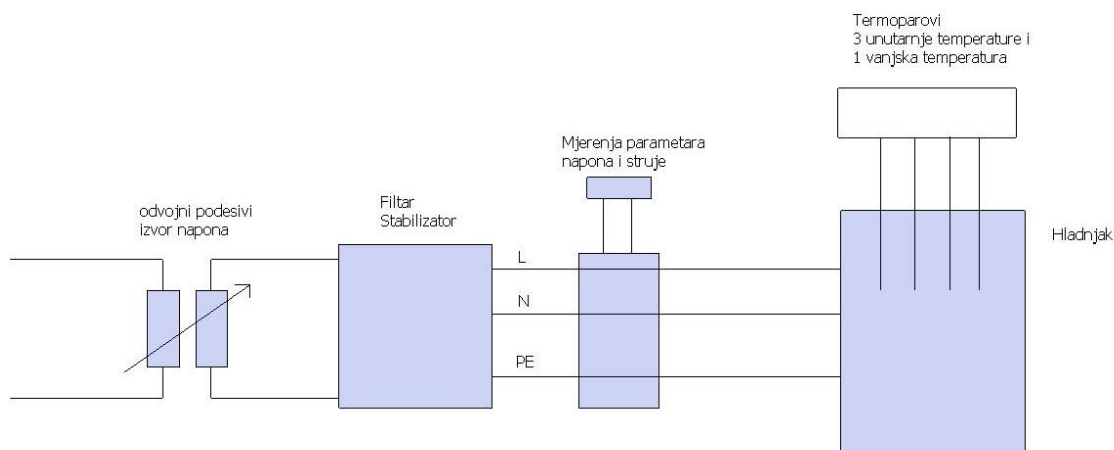 Termoparovi
3 unutarnje temperature i
1 vanjska temperatura
Mjerenja parametara
napona i struje
Filtar
Stabilizator
odvojni podesivi
izvor napona
Hladnjak
L
N
PE